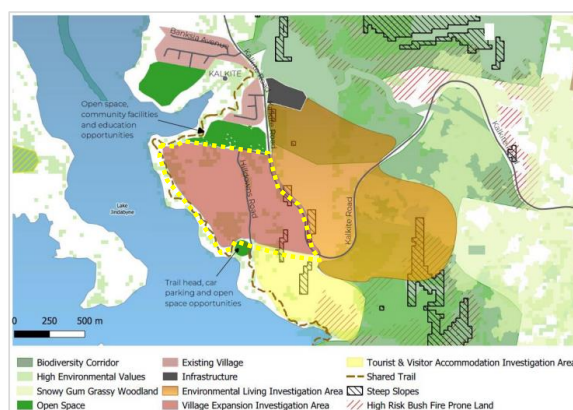 Banksia Avenue
KALKITE
Kalkite
Open space,
community facilities
and education
opportunities
Hilldowns Road
Kalkite Road
Lake
Jindabyne
Trail head, car
parking and open
space opportunities
0 250 500 m
Biodiversity Corridor
High Environmental Values
Snowy Gum Grassy Woodland
Open Space
Existing Village
Infrastructure
Environmental Living Investigation Area
Village Expansion Investigation Area
Tourist & Visitor Accommodation Investigation Area
Shared Trail
Steep Slopes
High Risk Bush Fire Prone Land